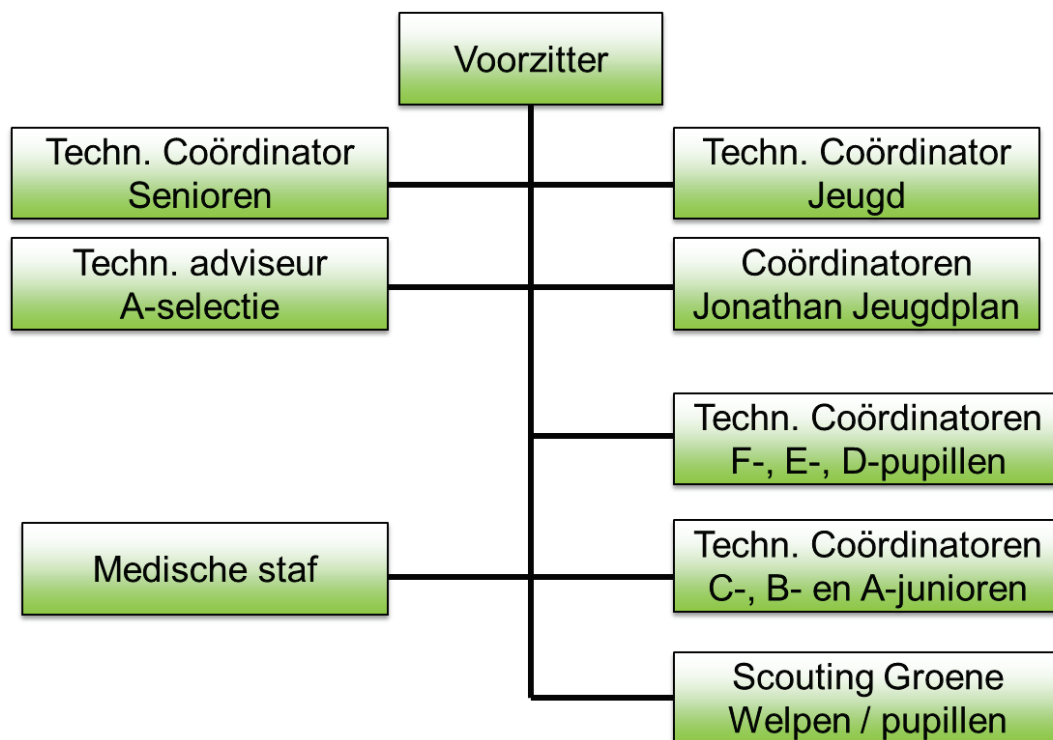 Voorzitter
Techn. Coördinator
Senioren
Techn. Coördinator
Jeugd
Techn. adviseur
A-selectie
Coördinatoren
Jonathan Jeugdplan
Techn. Coördinatoren
F-, E-, D-pupillen
Medische staf
Techn. Coördinatoren
C-, B- en A-junioren
Scouting Groene
Welpen / pupillen